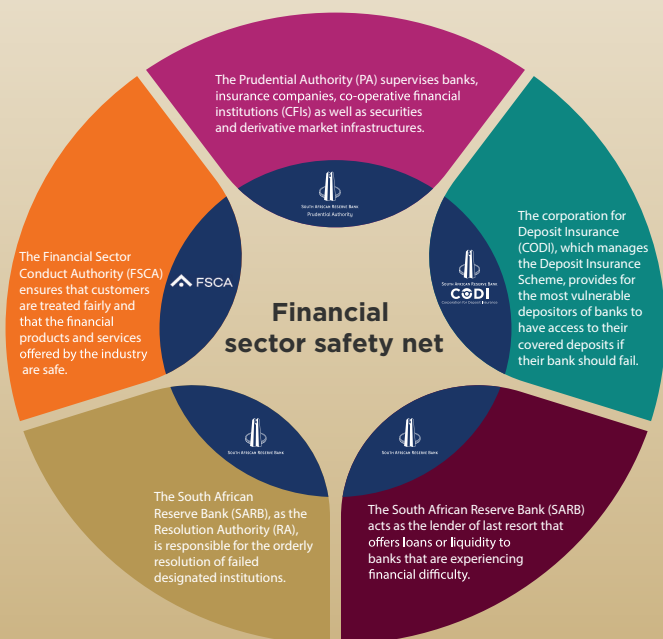 The Prudential Authority (PA) supervises banks,
insurance companies, co-operative financial
institutions (CFIs) as well as securities
and derivative market infrastructures.
SOUTH AFRICAN RESERVE BANK
Prudential Authority
The corporation for
Deposit Insurance
(CODI), which manages
the Deposit Insurance
Scheme, provides for
the most vulnerable
depositors of banks to
have access to their
covered deposits if
their bank should fail.
SOUTH AFRICAN RESERVE BANK
CODI
Corporation for Deposit Insurance
The Financial Sector
Conduct Authority (FSCA)
ensures that customers
are treated fairly and
that the financial
products and services
offered by the industry
are safe.
FSCA
Financial
sector safety net
SOUTH AFRICAN RESERVE BANK
The South African
Reserve Bank (SARB), as the
Resolution Authority (RA),
is responsible for the orderly
resolution of failed
designated institutions.
SOUTH AFRICAN RESERVE BANK
The South African Reserve Bank (SARB)
acts as the lender of last resort that
offers loans or liquidity to
banks that are experiencing
financial difficulty.